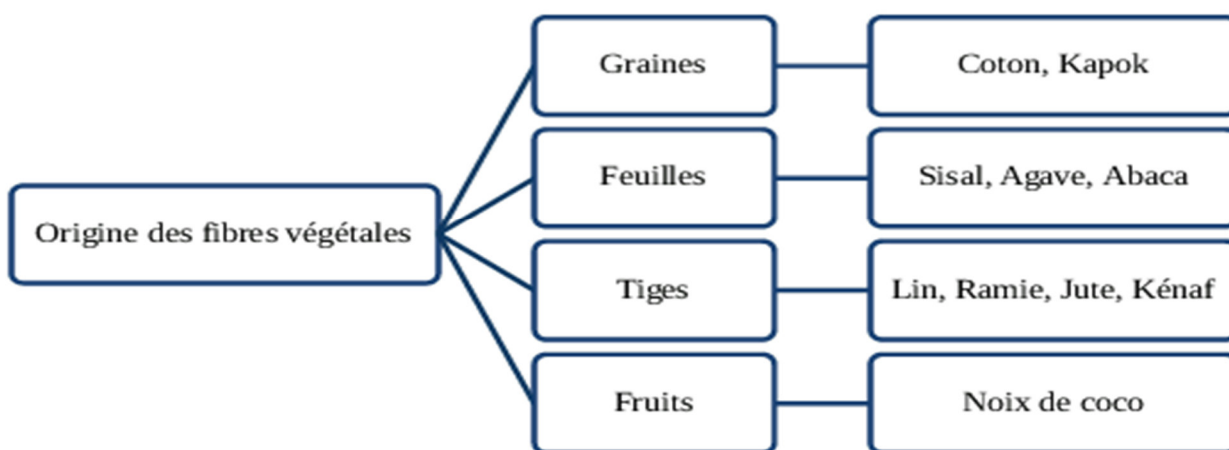 Graines
Coton, Kapok
Feuilles
Sisal, Agave, Abaca
Origine des fibres végétales
Tiges
Lin, Ramie, Jute, Kénaf
Fruits
Noix de coco